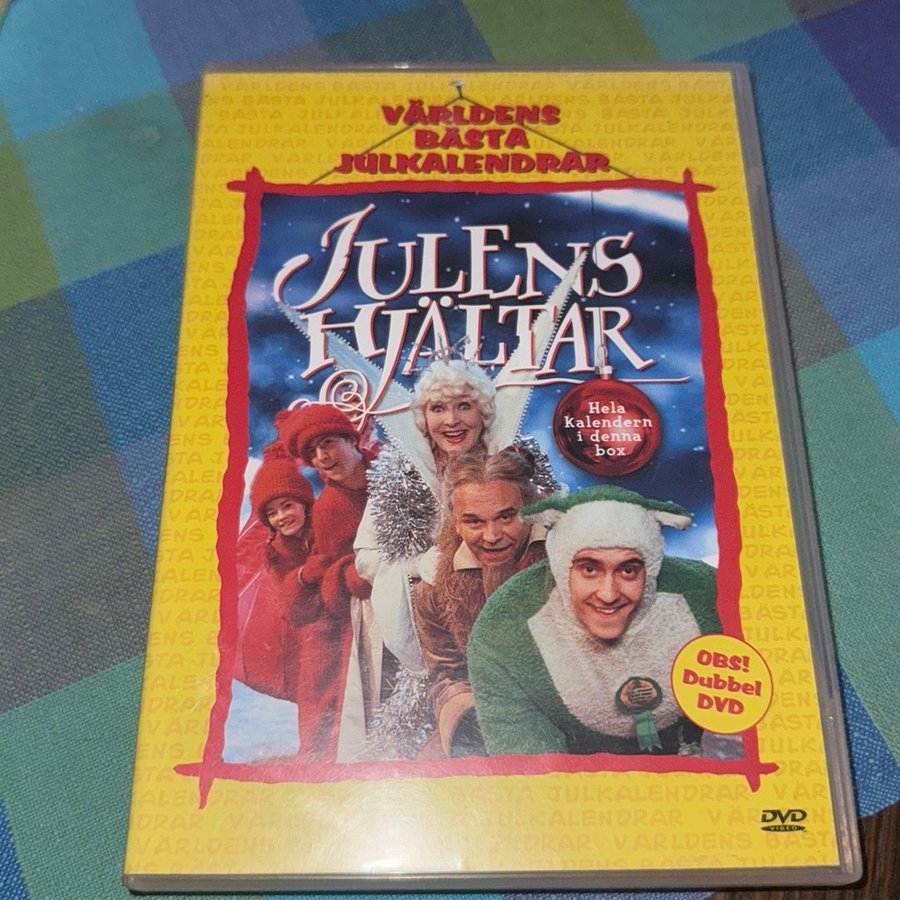 VÄRLDENS
BÄSTA
JULKALENDRAR
JULENS
HJÄLTAR
Hela
kalendern
i denna
box
OBS!
Dubbel
DVD
DVD
VIDEO